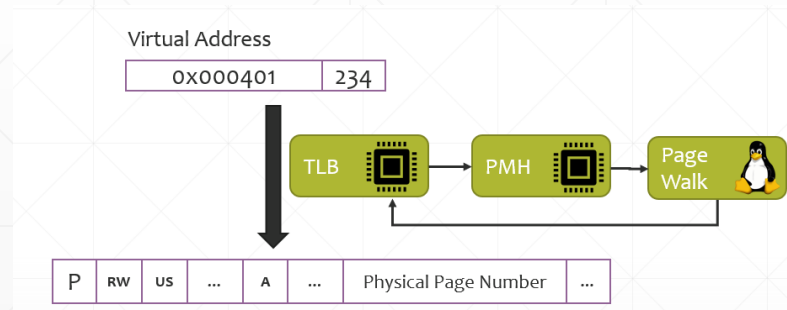 Virtual Address
0x000401 234
TLB PMH Page
Walk
P RW US ... A ... Physical Page Number ...